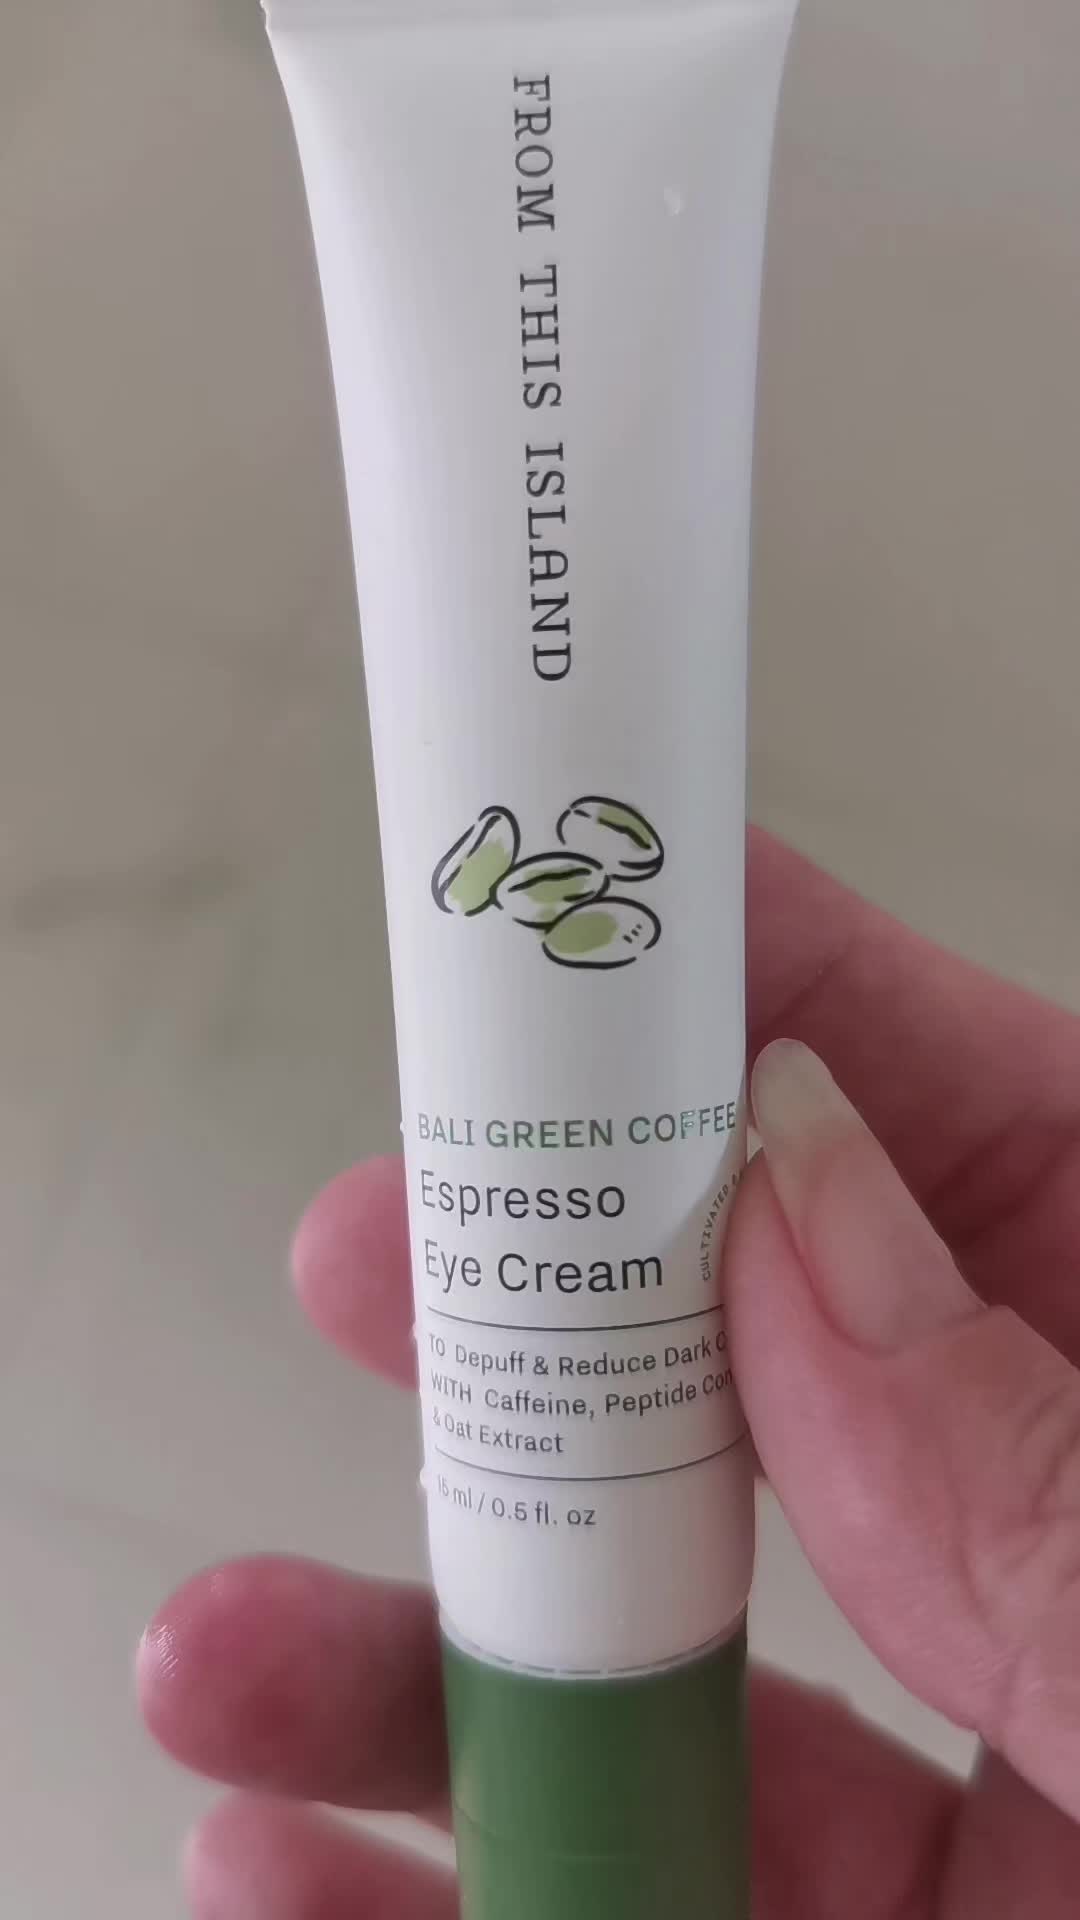 FROM THIS ISLAND
BALI GREEN COFFEE
Espresso
Eye Cream
CULTIVATED
TO Depuff & Reduce Dark
WITH Caffeine, Peptide
& Oat Extract
15 ml / 0.5 fl. oz